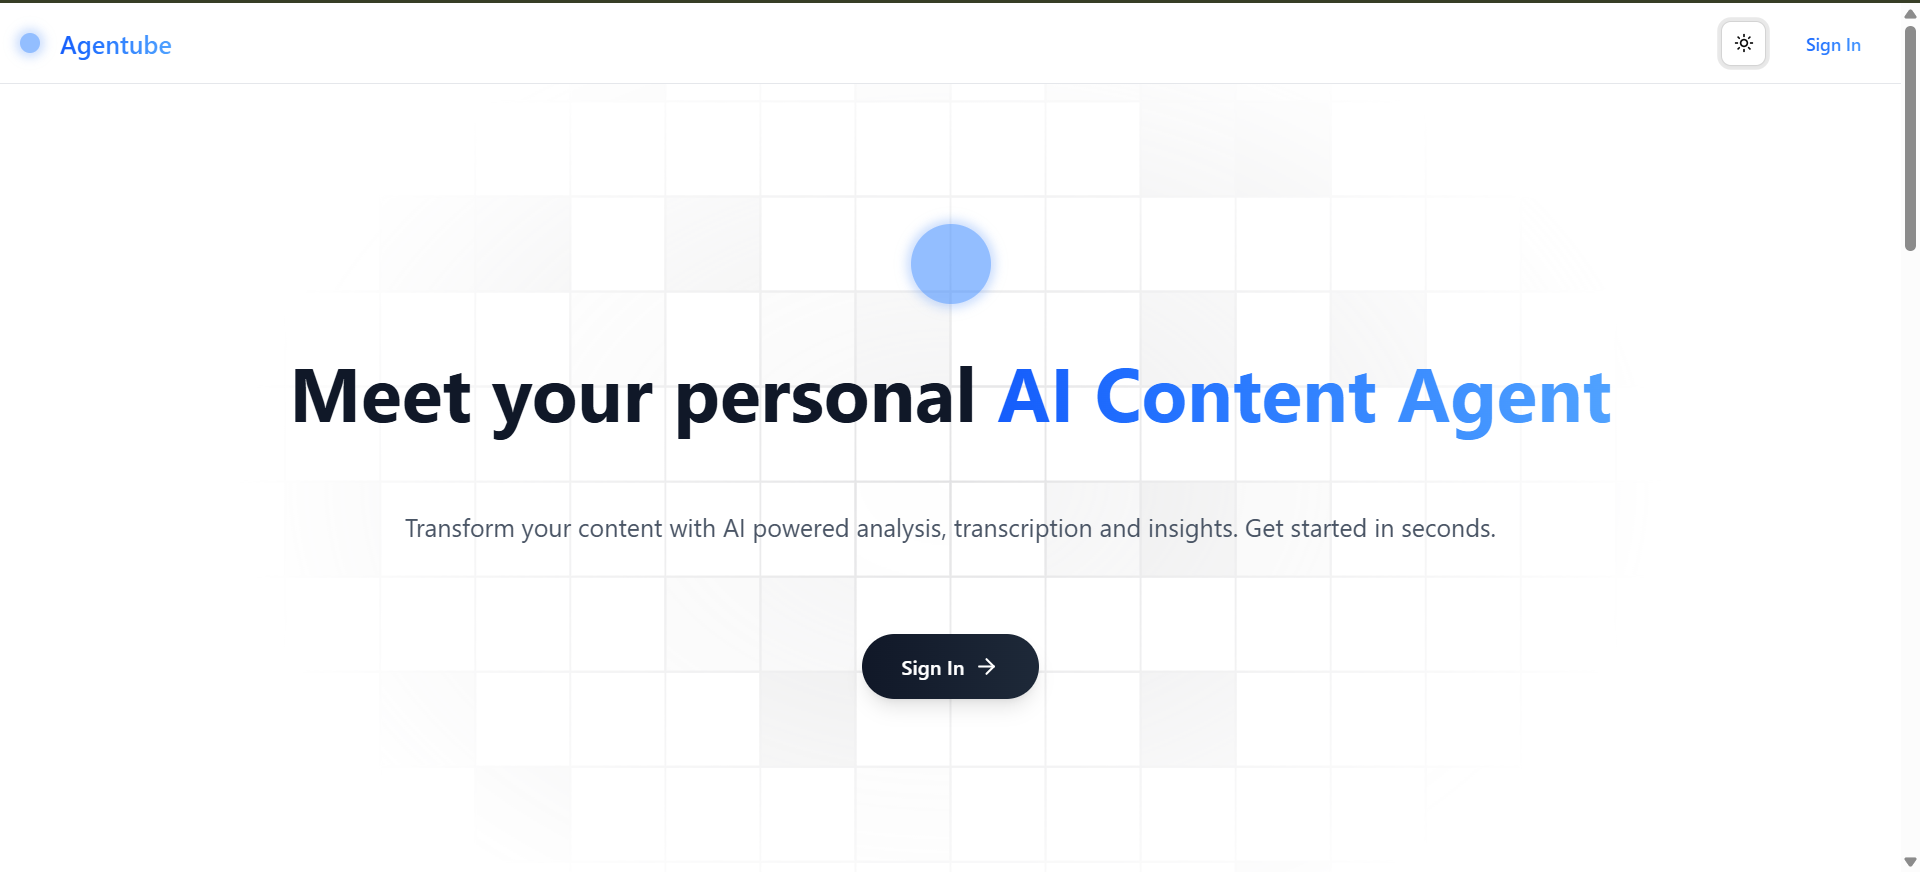 Agentube
Sign In
Meet your personal AI Content Agent
Transform your content with AI powered analysis, transcription and insights. Get started in seconds.
Sign In